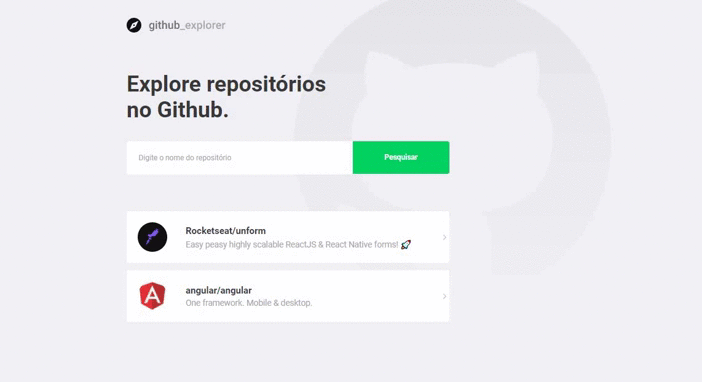 github_explorer
Explore repositórios
no Github.
Digite o nome do repositório
Pesquisar
Rocketseat/unform
Easy peasy highly scalable ReactJS & React Native forms! 🚀
angular/angular
One framework. Mobile & desktop.